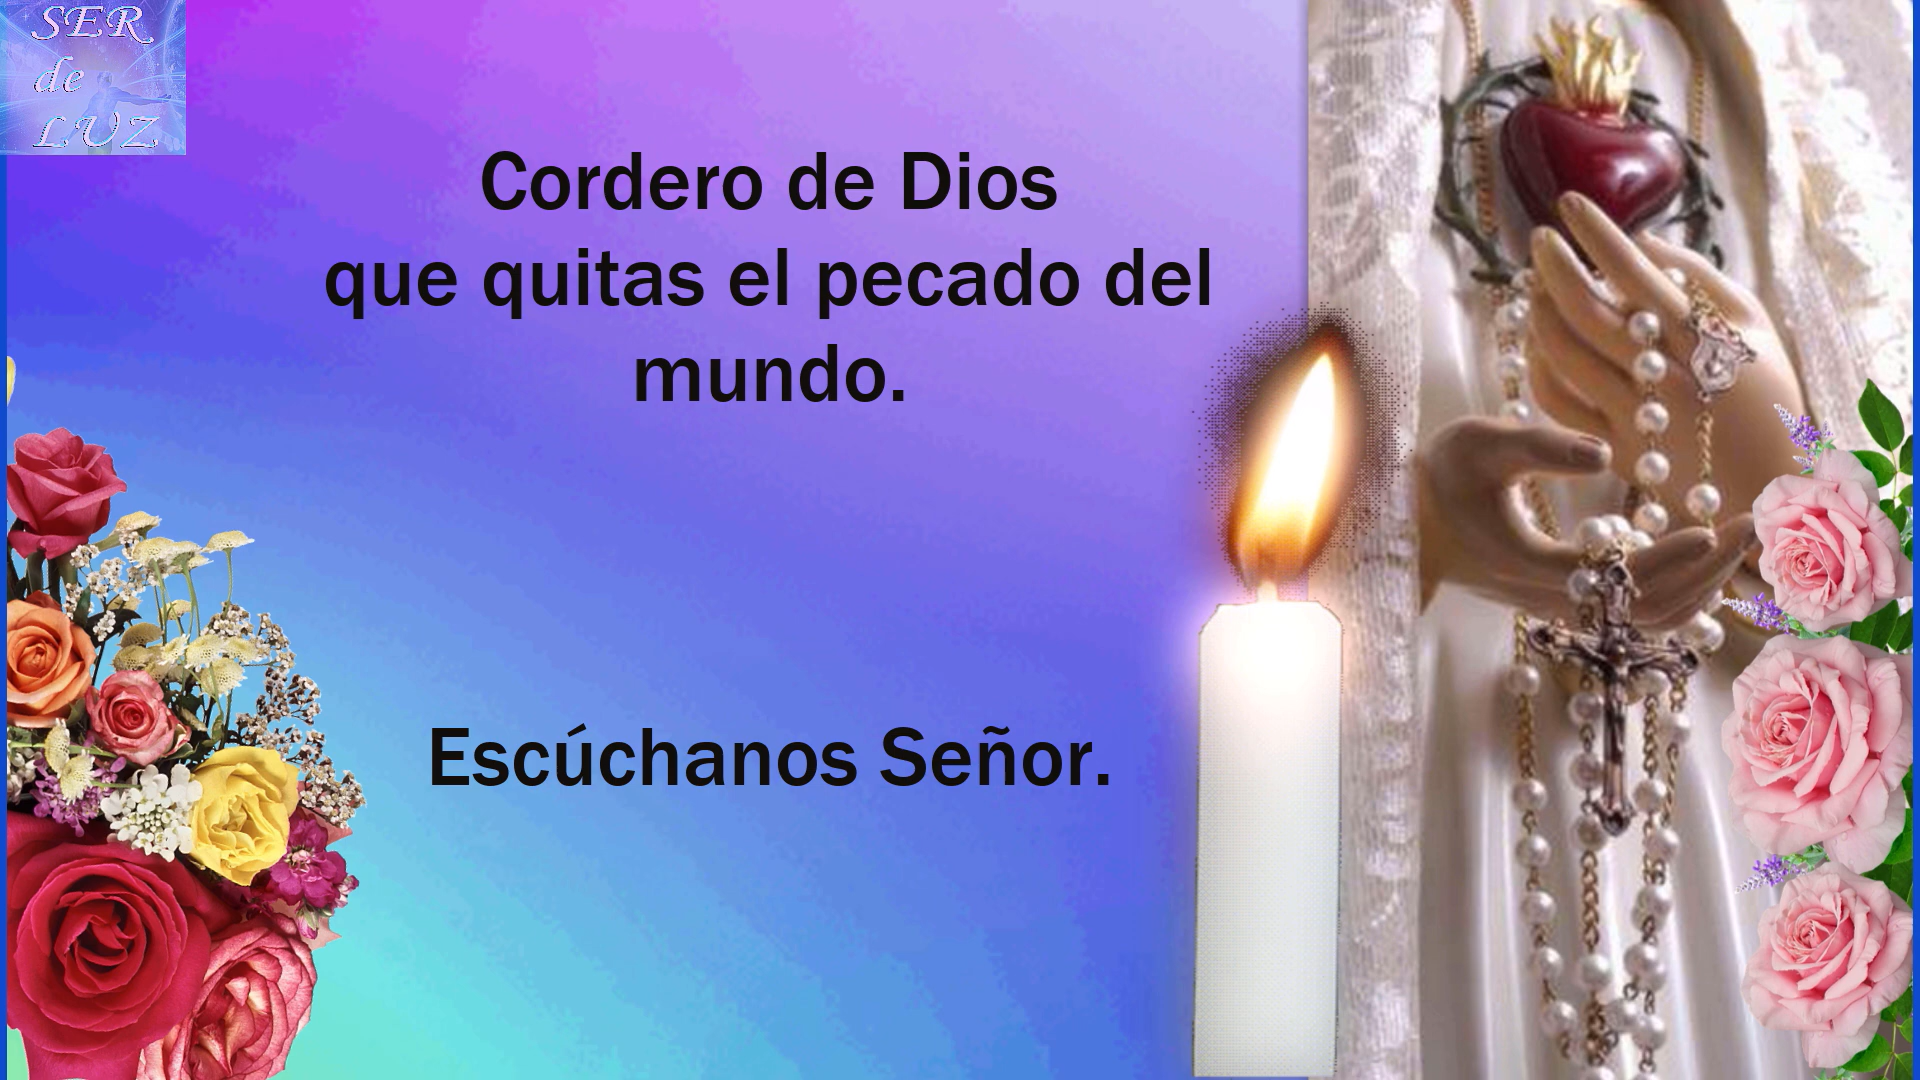 SER
de
LUZ
Cordero de Dios
que quitas el pecado del
mundo.
Escúchanos Señor.